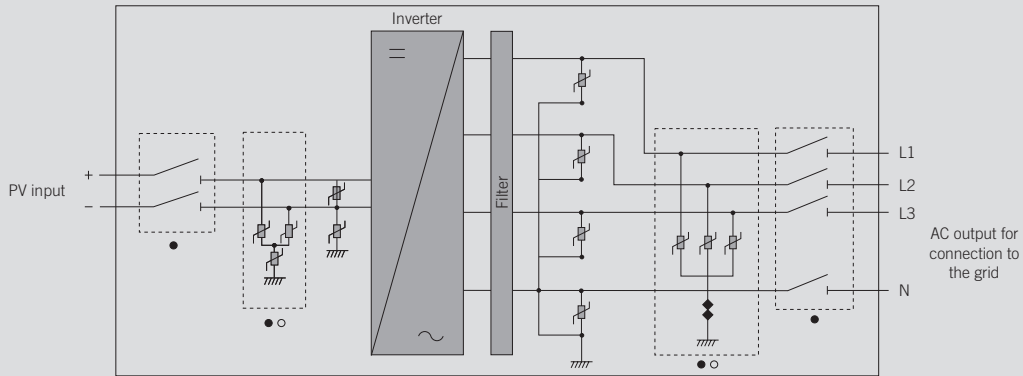 Inverter
PV input
+
−
Filter
L1
L2
L3
N
AC output for
connection to
the grid